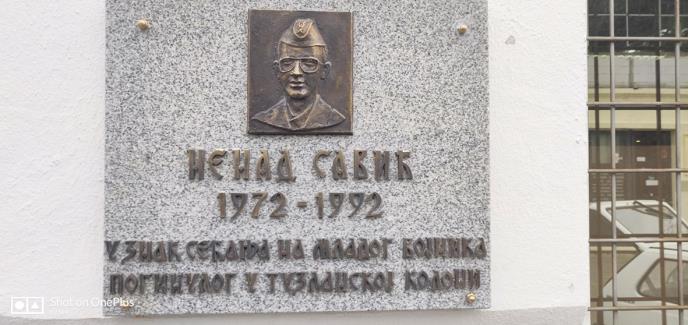 НЕНАД САВИЋ
1972-1992
У ЗНАК СЕЋАЊА НА МЛАДОГ ВОЈНИКА
ПОГИНУЛОГ У ТУЗЛАНСКОЈ КОЛОНИ
Shot on OnePlus